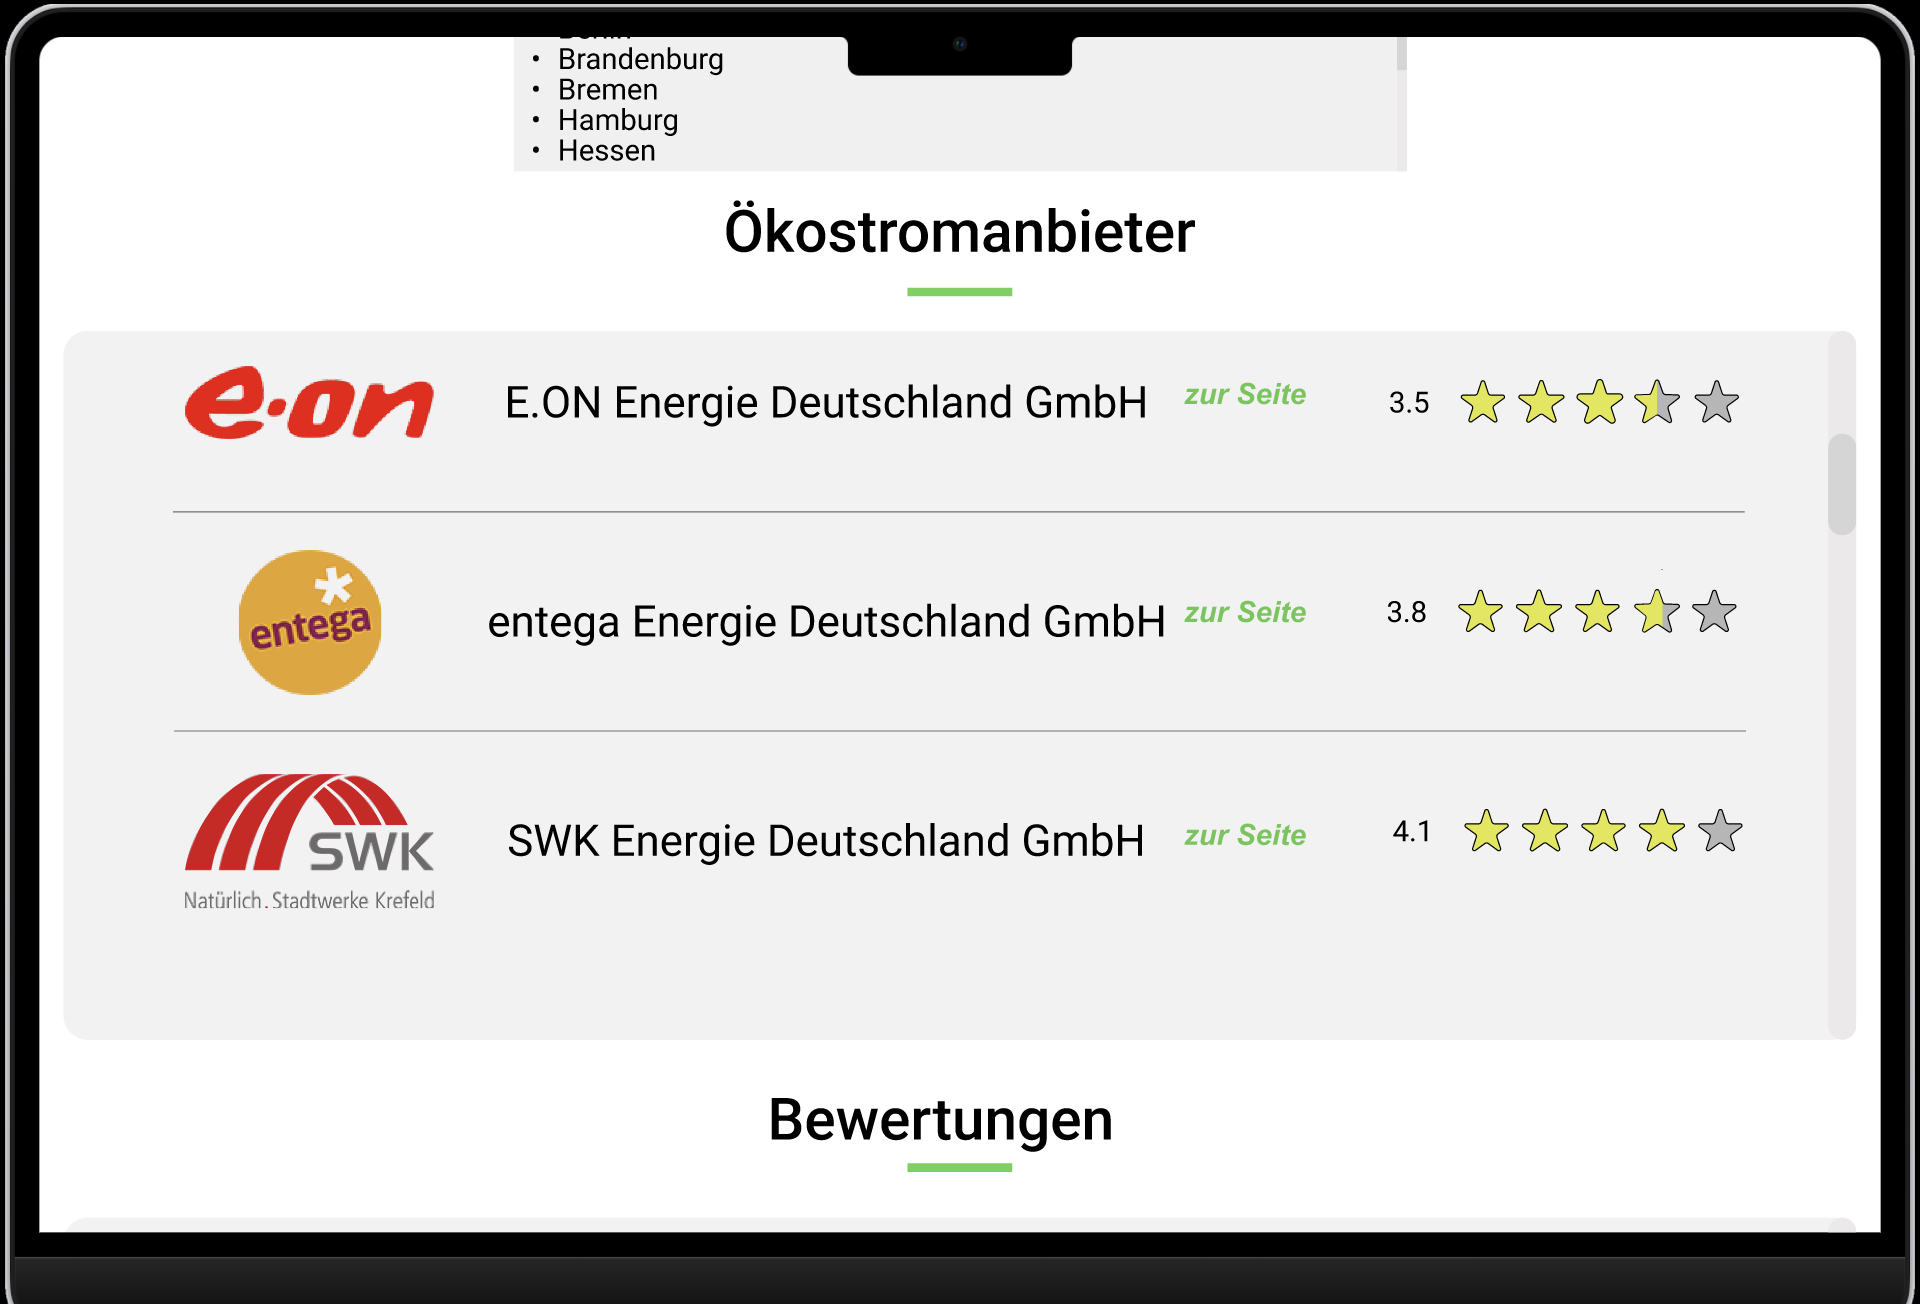 Berlin
• Brandenburg
• Bremen
• Hamburg
• Hessen
Ökostromanbieter
e·on
E.ON Energie Deutschland GmbH zur Seite 3.5
entega
entega Energie Deutschland GmbH zur Seite 3.8
SWK
Natürlich. Stadtwerke Krefeld
SWK Energie Deutschland GmbH zur Seite 4.1
Bewertungen